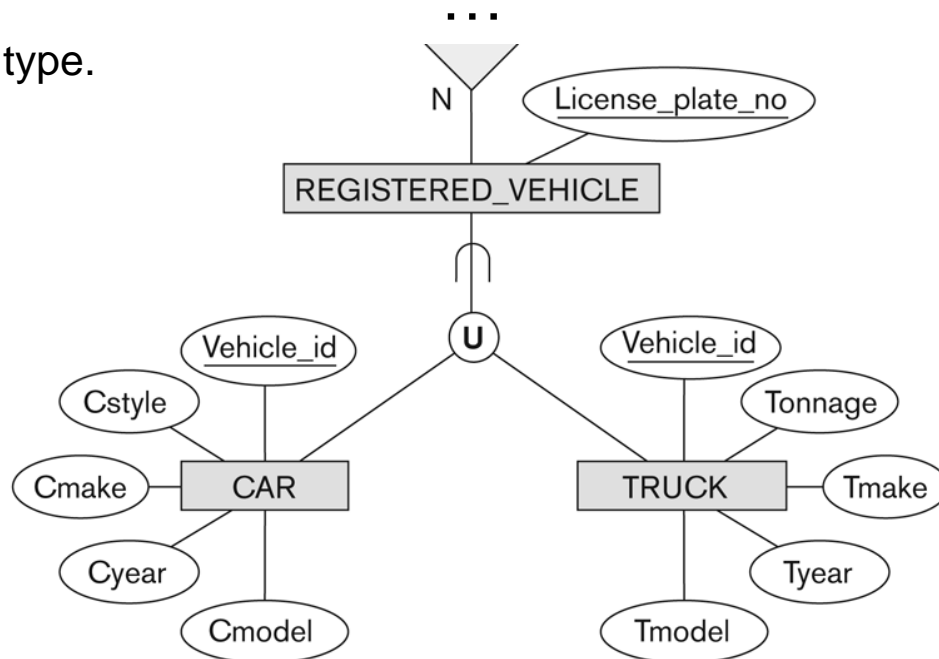 ...
type.
N
License_plate_no
REGISTERED_VEHICLE
U
Vehicle_id
Vehicle_id
Cstyle
Tonnage
Cmake
CAR
TRUCK
Tmake
Cyear
Tyear
Cmodel
Tmodel